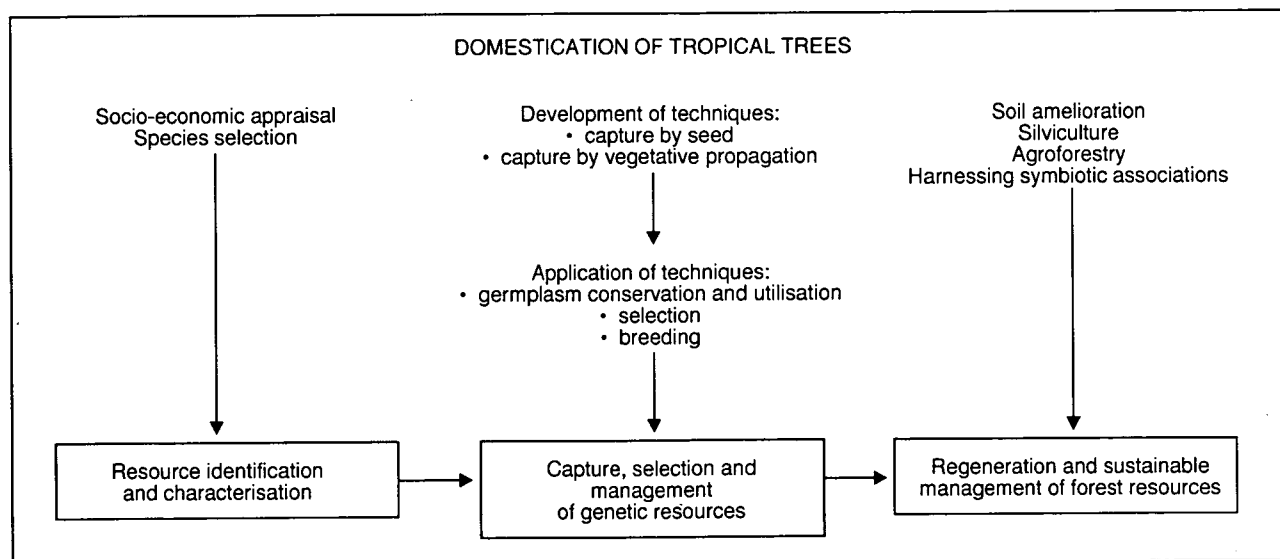 DOMESTICATION OF TROPICAL TREES
Socio-economic appraisal
Species selection
Development of techniques:
• capture by seed
• capture by vegetative propagation
Application of techniques:
• germplasm conservation and utilisation
• selection
• breeding
Soil amelioration
Silviculture
Agroforestry
Harnessing symbiotic associations
Resource identification
and characterisation
Capture, selection and
management
of genetic resources
Regeneration and sustainable
management of forest resources